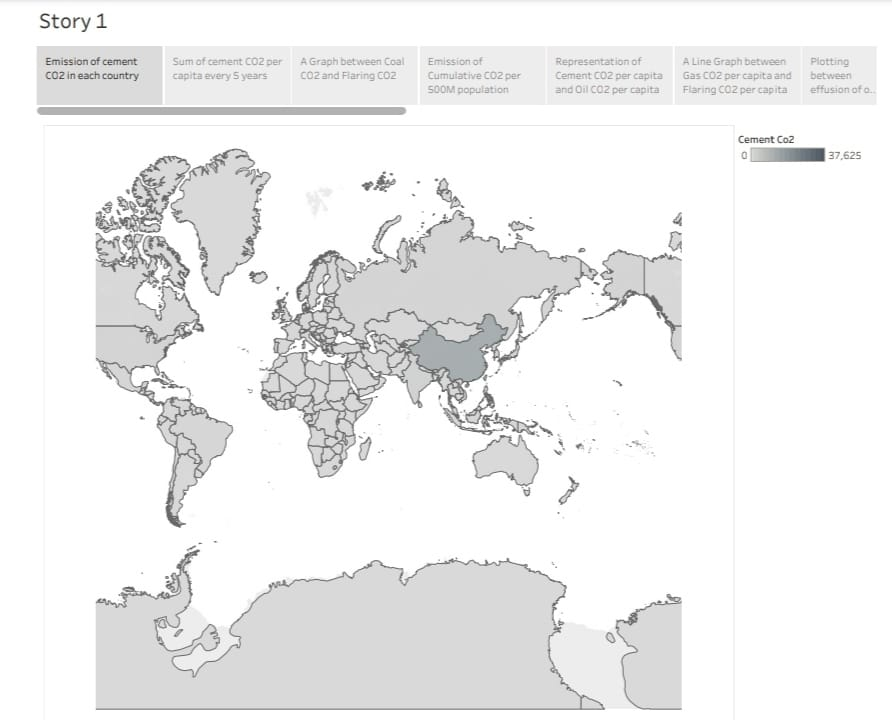 Story 1
Emission of cement
CO2 in each country
Sum of cement CO2 per
capita every 5 years
A Graph between Coal
CO2 and Flaring CO2
Emission of
Cumulative CO2 per
500M population
Representation of
Cement CO2 per capita
and Oil CO2 per capita
A Line Graph between
Gas CO2 per capita and
Flaring CO2 per capita
Plotting
between
effusion of o..
Cement Co2
0 37,625